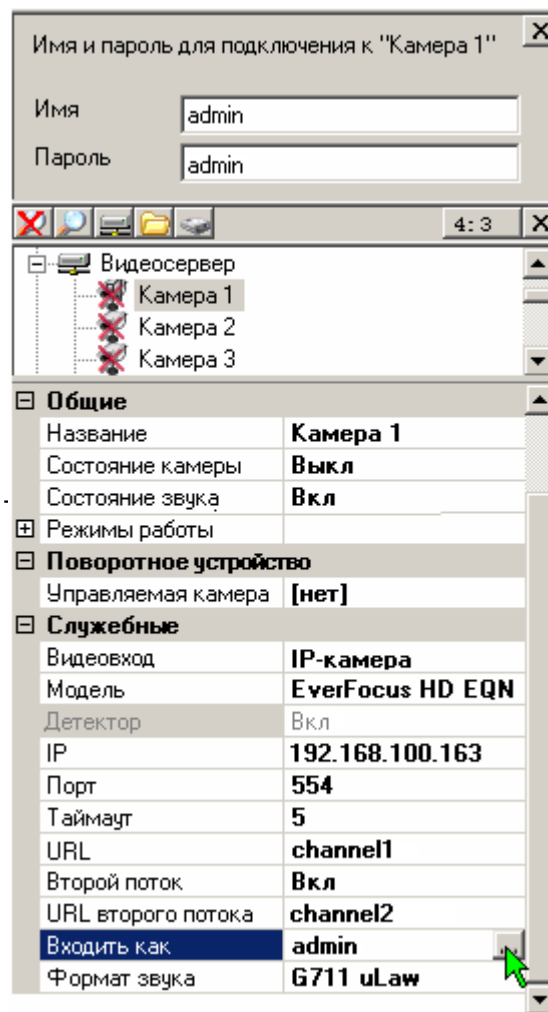 Имя и пароль для подключения к "Камера 1"
Имя admin
Пароль admin
4:3
Видеосервер
Камера 1
Камера 2
Камера 3
Общие
Название Камера 1
Состояние камеры Выкл
Состояние звука Вкл
Режимы работы
Поворотное устройство
Управляемая камера [нет]
Служебные
Видеовход IP-камера
Модель EverFocus HD EQN
Детектор Вкл
IP 192.168.100.163
Порт 554
Таймаут 5
URL channel1
Второй поток Вкл
URL второго потока channel2
Входить как admin ...
Формат звука G711 uLaw